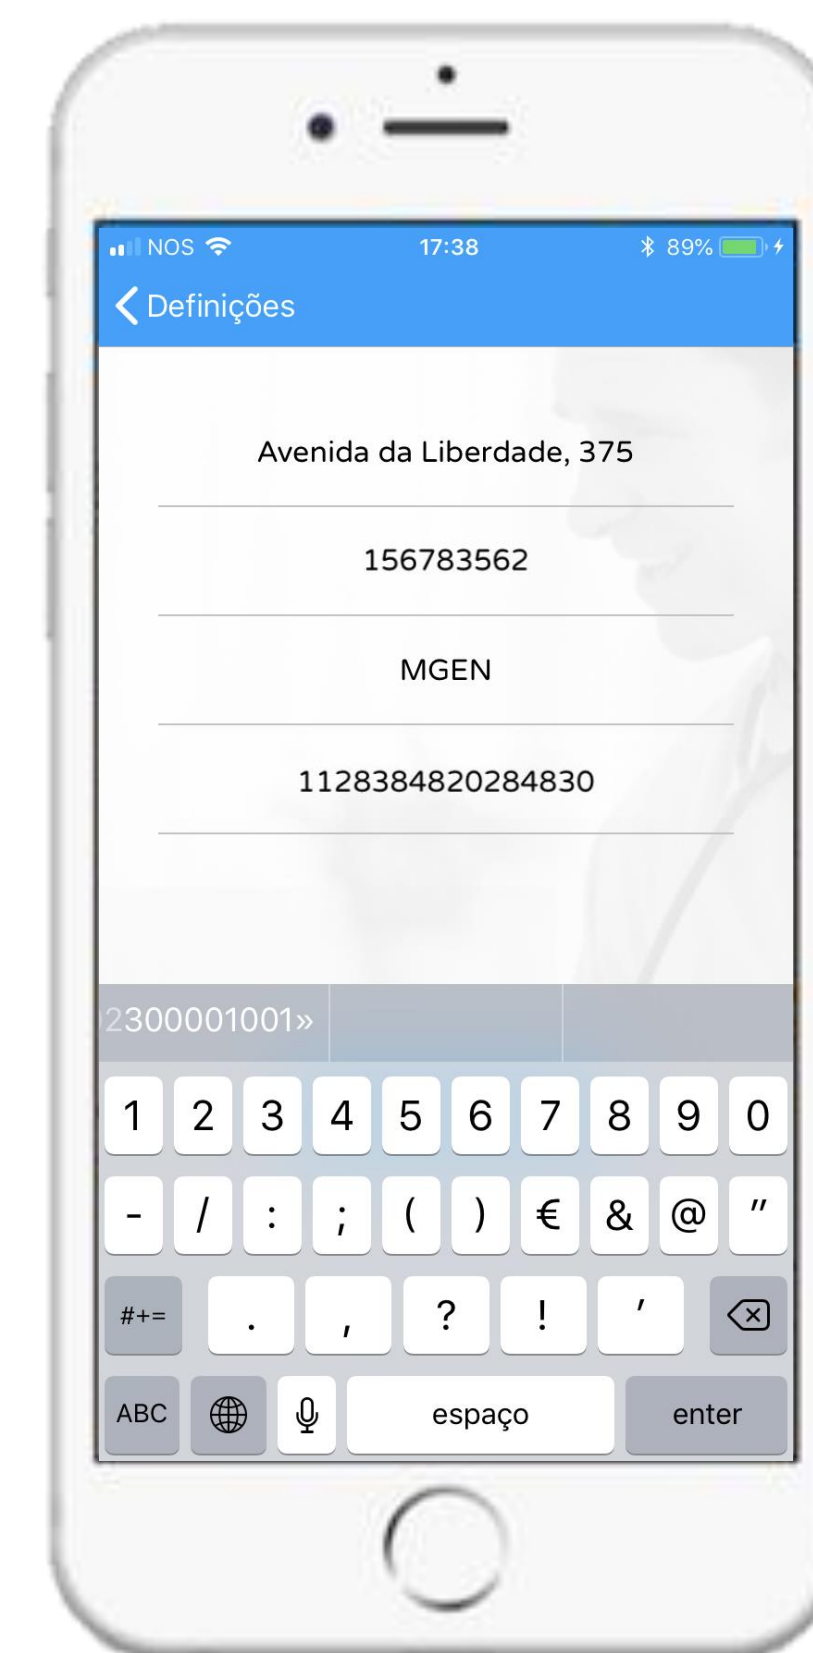 NOS 17:38 89%
Definições
Avenida da Liberdade, 375
156783562
MGEN
1128384820284830
2300001001»
1 2 3 4 5 6 7 8 9 0
- / : ; ( ) € & @ "
#+= . , ? ! '
ABC espaço enter